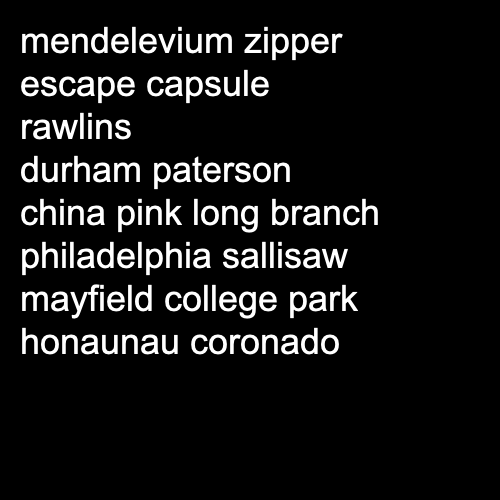 mendelevium zipper
escape capsule
rawlins
durham paterson
china pink long branch
philadelphia sallisaw
mayfield college park
honaunau coronado